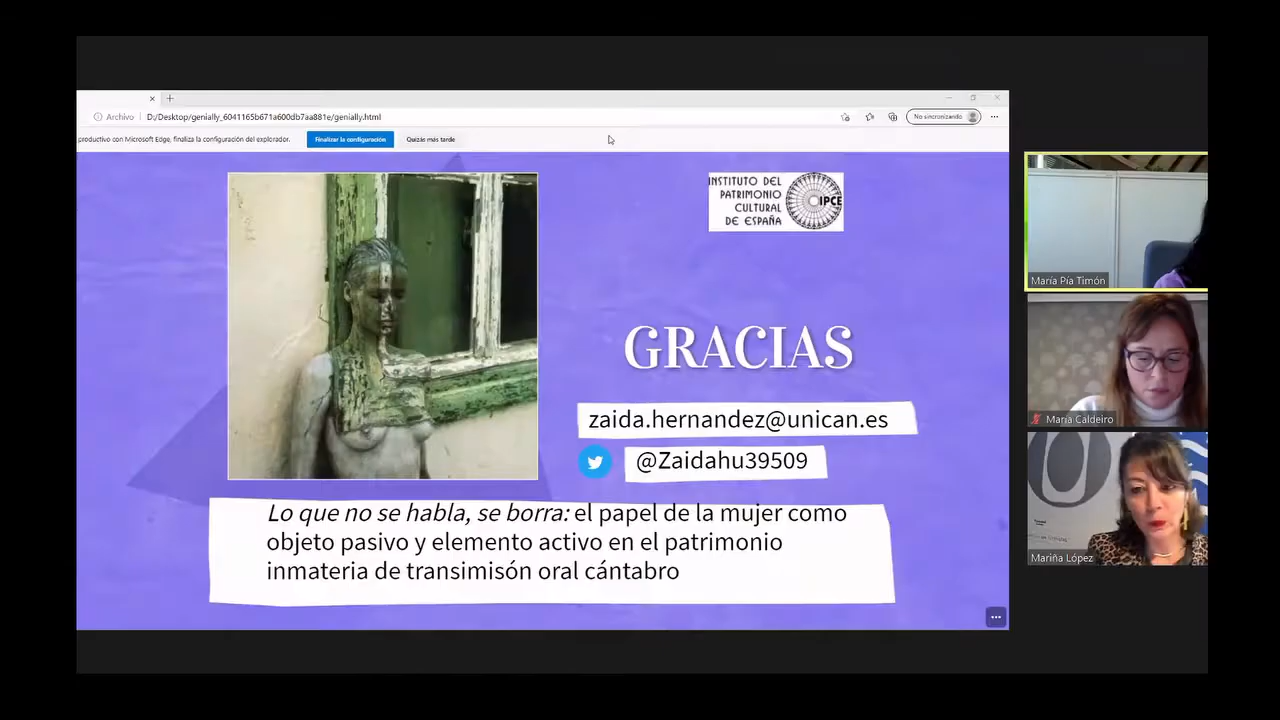 Archivo
D:/Desktop/genially_6041165b671a600db7aa881e/genially.html
No sincronizando
productivo con Microsoft Edge, finaliza la configuración del explorador.
Finalizar la configuración
Quizás más tarde
INSTITUTO DEL
PATRIMONIO
CULTURAL
DE ESPAÑA
IPCE
GRACIAS
zaida.hernandez@unican.es
@Zaidahu39509
Lo que no se habla, se borra: el papel de la mujer como
objeto pasivo y elemento activo en el patrimonio
inmateria de transimisón oral cántabro
María Pía Timón
María Caldeiro
Mariña López